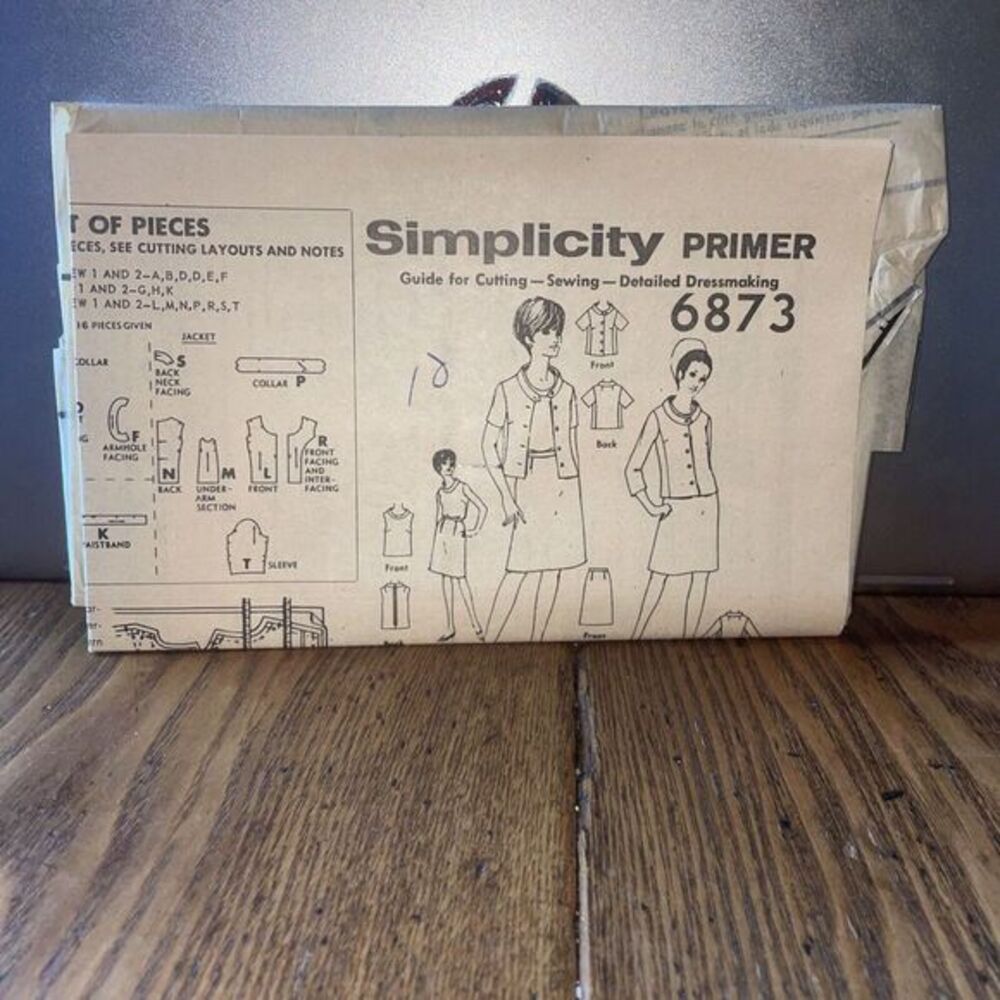 T OF PIECES
ECES, SEE CUTTING LAYOUTS AND NOTES
EW 1 AND 2-A,B,D,D,E,F
1 AND 2-G,H,K
EW 1 AND 2-L,M,N,P,R,S,T
16 PIECES GIVEN
JACKET
COLLAR
S
BACK
NECK
FACING
COLLAR P
F
ARMHOLE
FACING
N
BACK
M
UNDER-
ARM
SECTION
L
FRONT
R
FRONT
FACING
AND
INTER-
FACING
K
WAISTBAND
T SLEEVE
Simplicity PRIMER
Guide for Cutting—Sewing—Detailed Dressmaking
6873
10
Front
Back
Front
Front